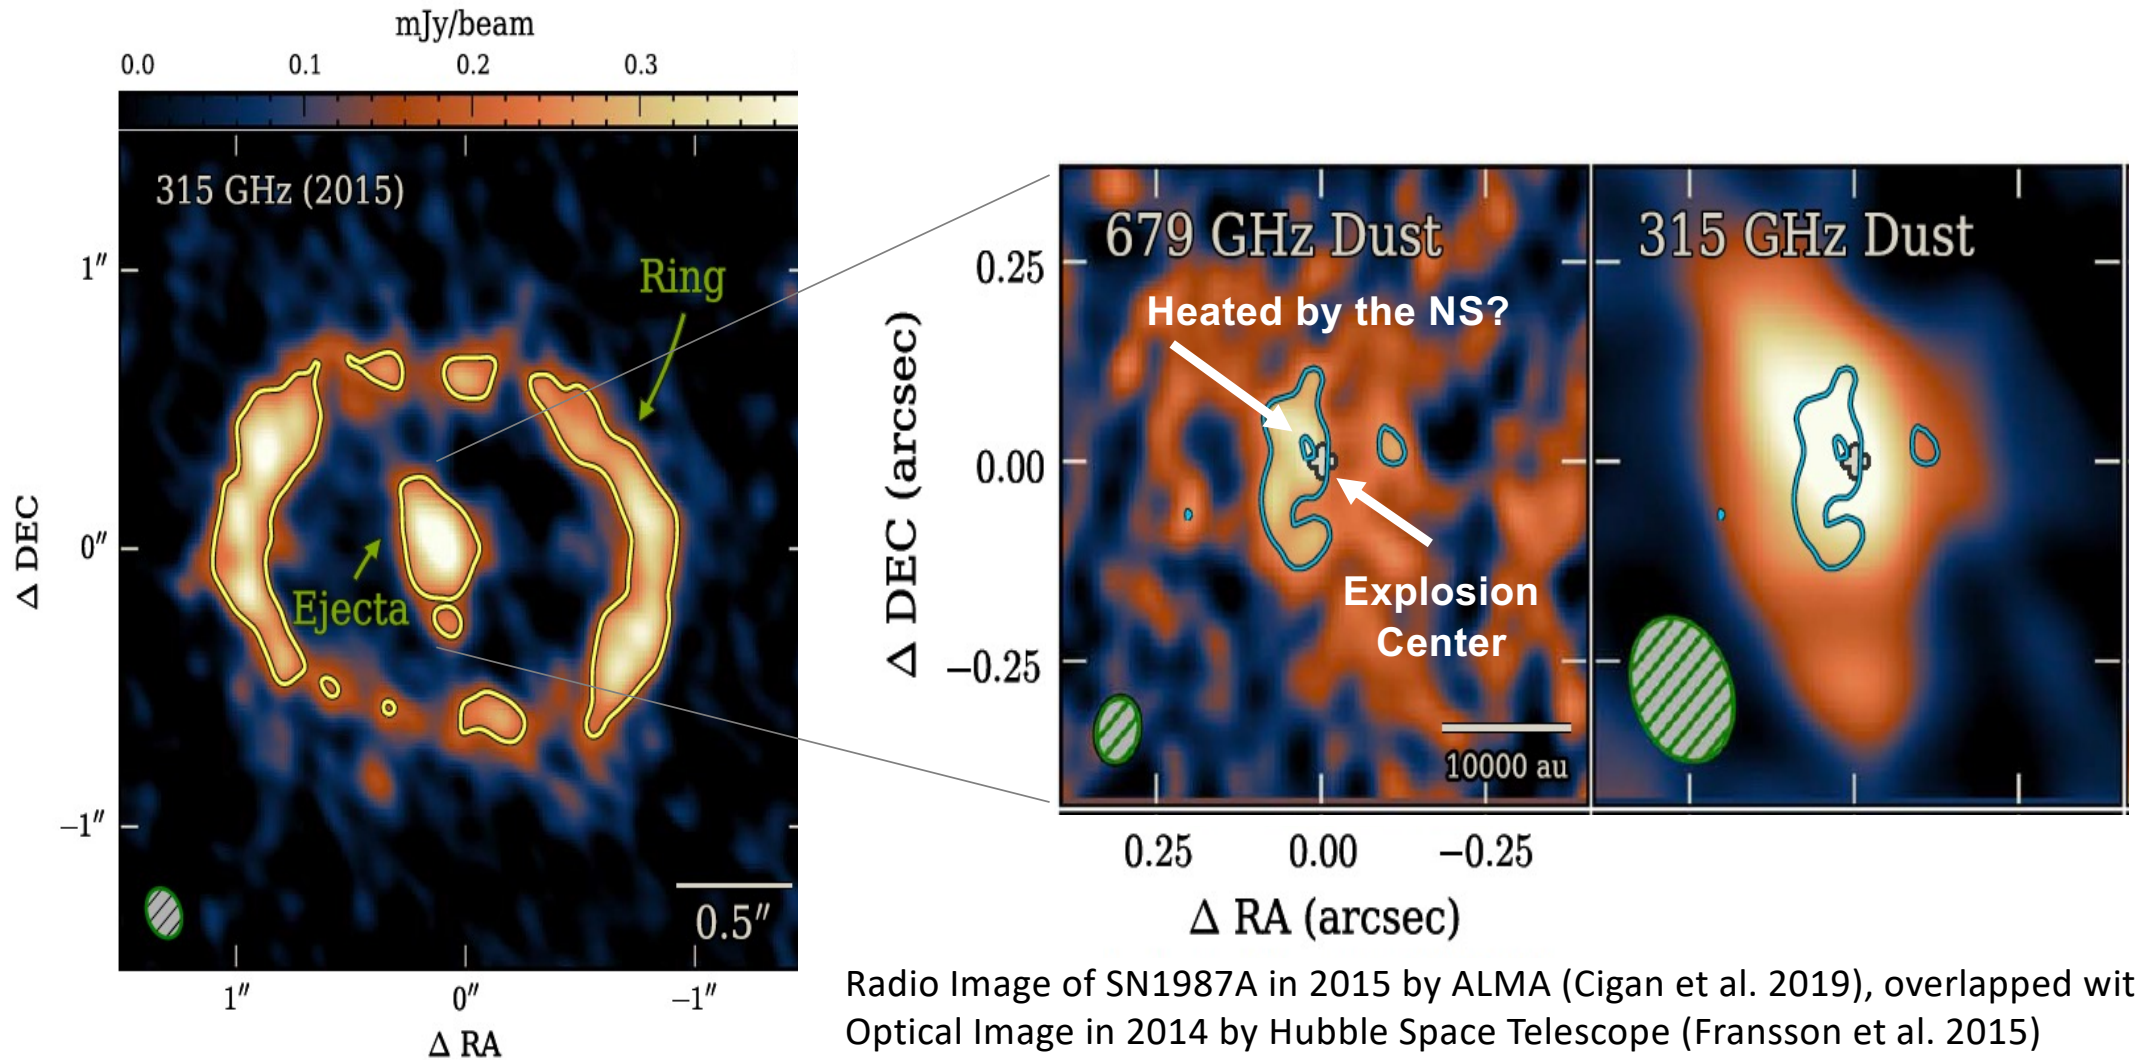 mJy/beam
0.0 0.1 0.2 0.3
315 GHz (2015)
Ring
Ejecta
1″
0″
−1″
Δ DEC
0.5″
1″ 0″ −1″
Δ RA
679 GHz Dust
315 GHz Dust
Heated by the NS?
Explosion
Center
10000 au
0.25
0.00
−0.25
Δ DEC (arcsec)
0.25 0.00 −0.25
Δ RA (arcsec)
Radio Image of SN1987A in 2015 by ALMA (Cigan et al. 2019), overlapped wit
Optical Image in 2014 by Hubble Space Telescope (Fransson et al. 2015)